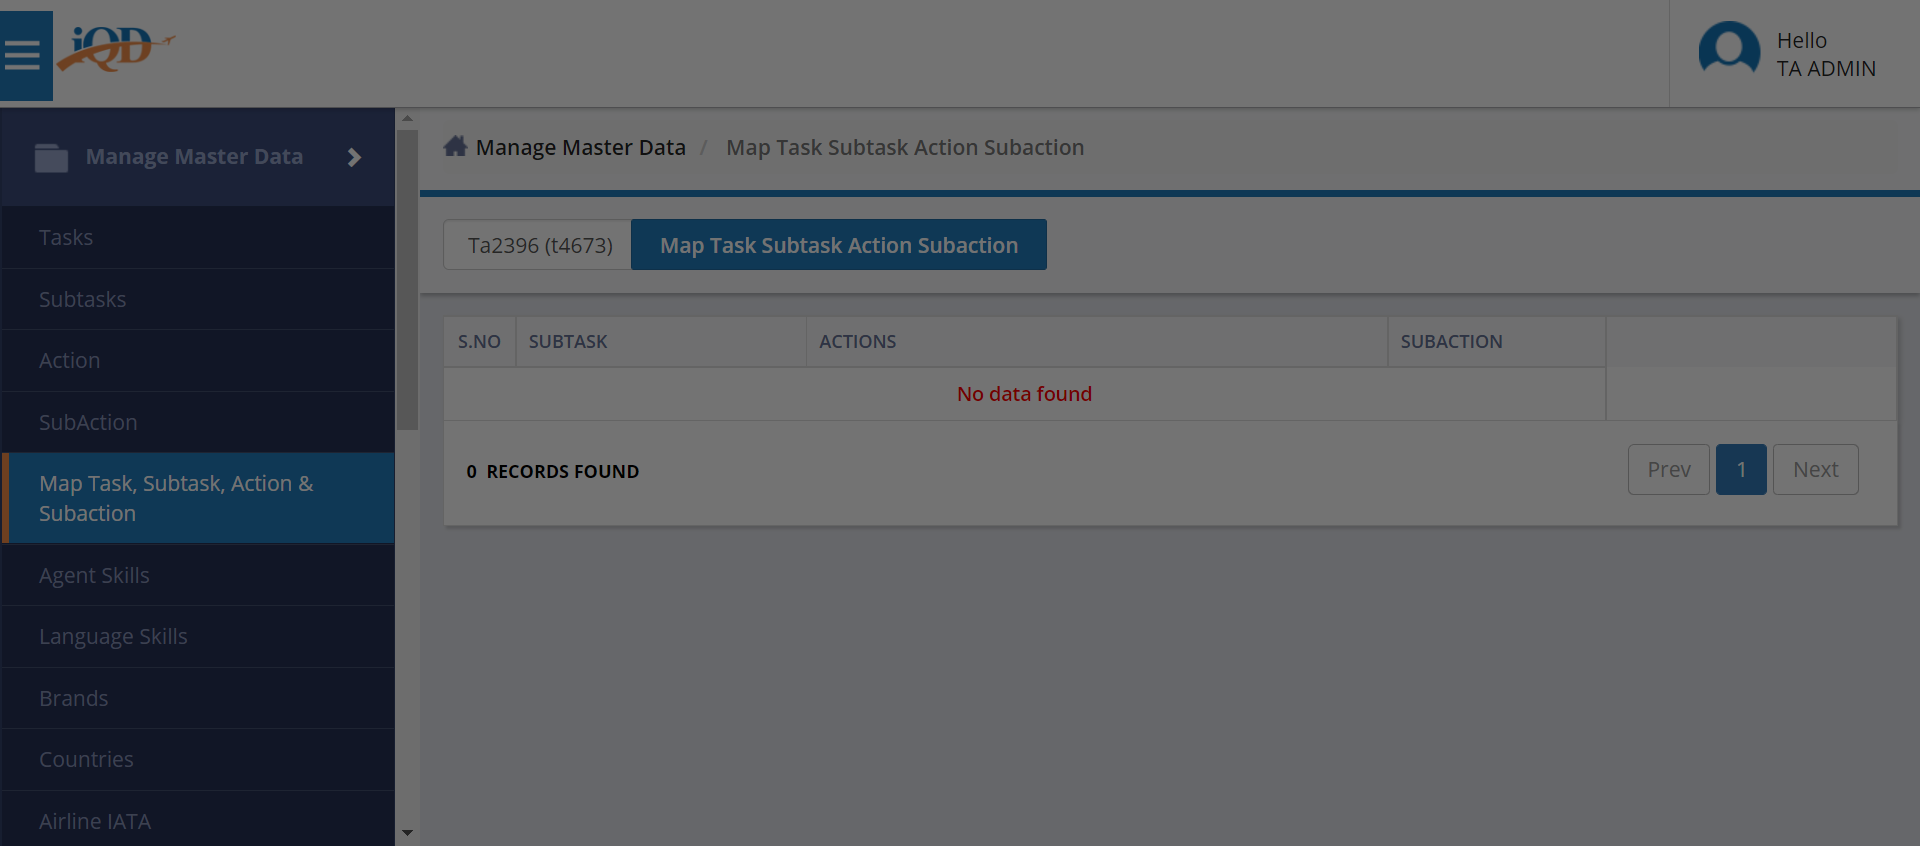 iQD
Hello
TA ADMIN
Manage Master Data
Tasks
Subtasks
Action
SubAction
Map Task, Subtask, Action &
Subaction
Agent Skills
Language Skills
Brands
Countries
Airline IATA
Manage Master Data / Map Task Subtask Action Subaction
Ta2396 (t4673) Map Task Subtask Action Subaction
S.NO SUBTASK ACTIONS SUBACTION
No data found
0 RECORDS FOUND
Prev 1 Next